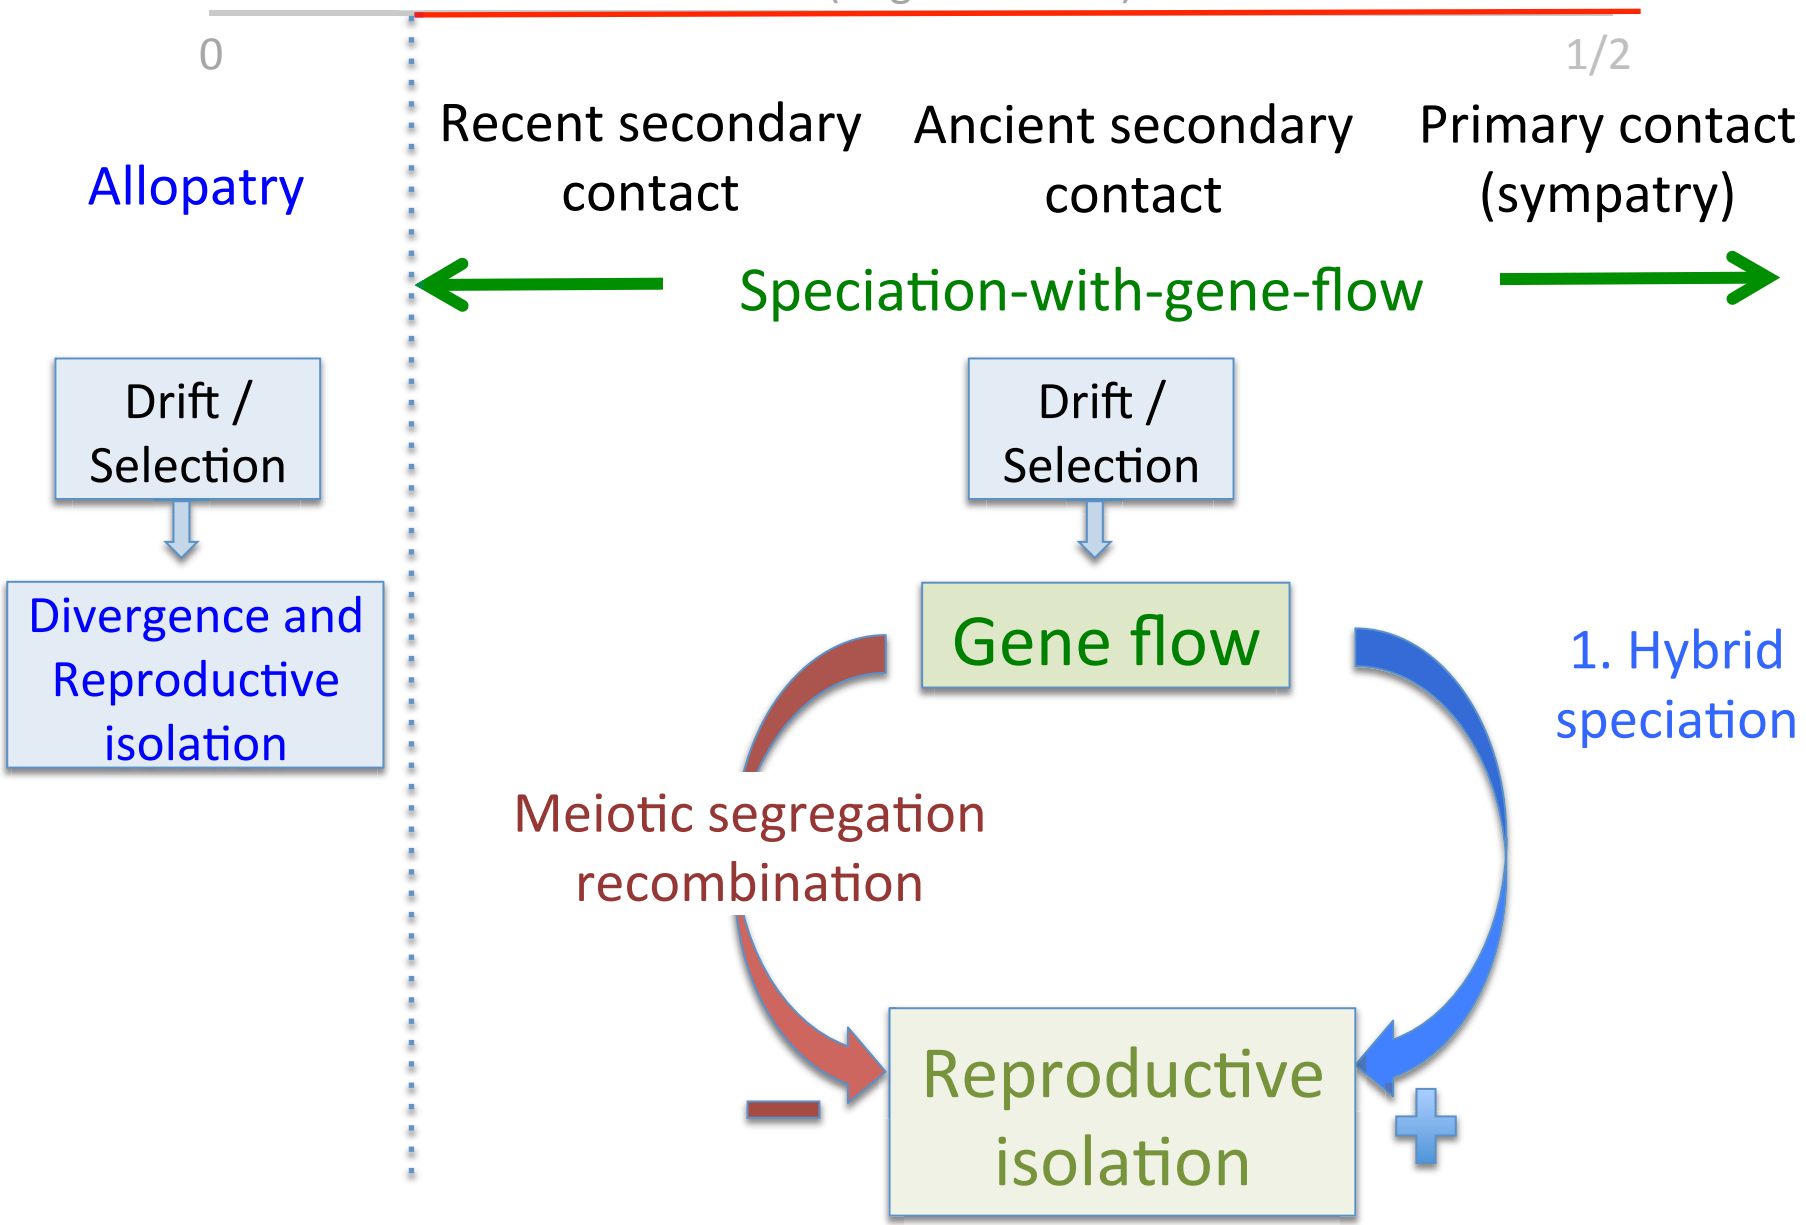 0
1/2
Allopatry
Recent secondary
contact
Ancient secondary
contact
Primary contact
(sympatry)
Speciation-with-gene-flow
Drift /
Selection
Drift /
Selection
Divergence and
Reproductive
isolation
Gene flow
1. Hybrid
speciation
Meiotic segregation
recombination
Reproductive
isolation